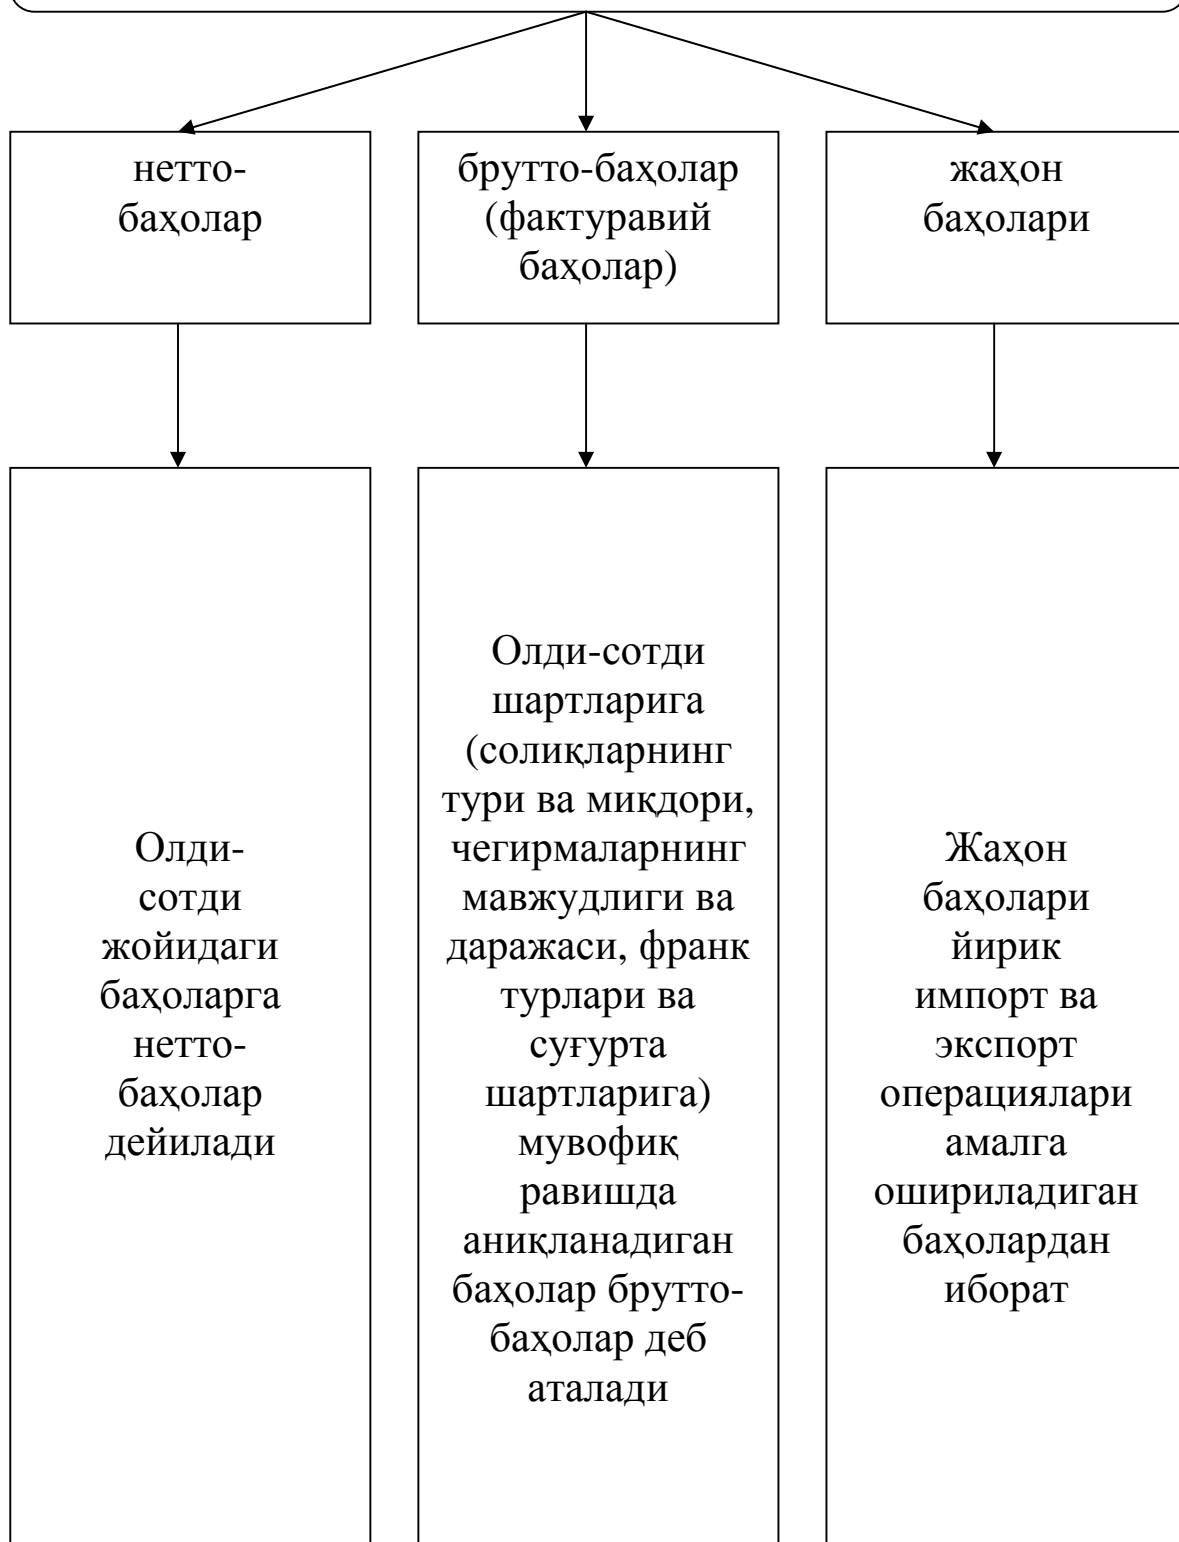 нетто-
баҳолар
брутто-баҳолар
(фактуравий
баҳолар)
жаҳон
баҳолари
Олди-
сотди
жойидаги
баҳоларга
нетто-
баҳолар
дейилади
Олди-сотди
шартларига
(солиқларнинг
тури ва миқдори,
чегирмаларнинг
мавжудлиги ва
даражаси, франк
турлари ва
суғурта
шартларига)
мувофиқ
равишда
аниқланадиган
баҳолар брутто-
баҳолар деб
аталади
Жаҳон
баҳолари
йирик
импорт ва
экспорт
операциялари
амалга
ошириладиган
баҳолардан
иборат